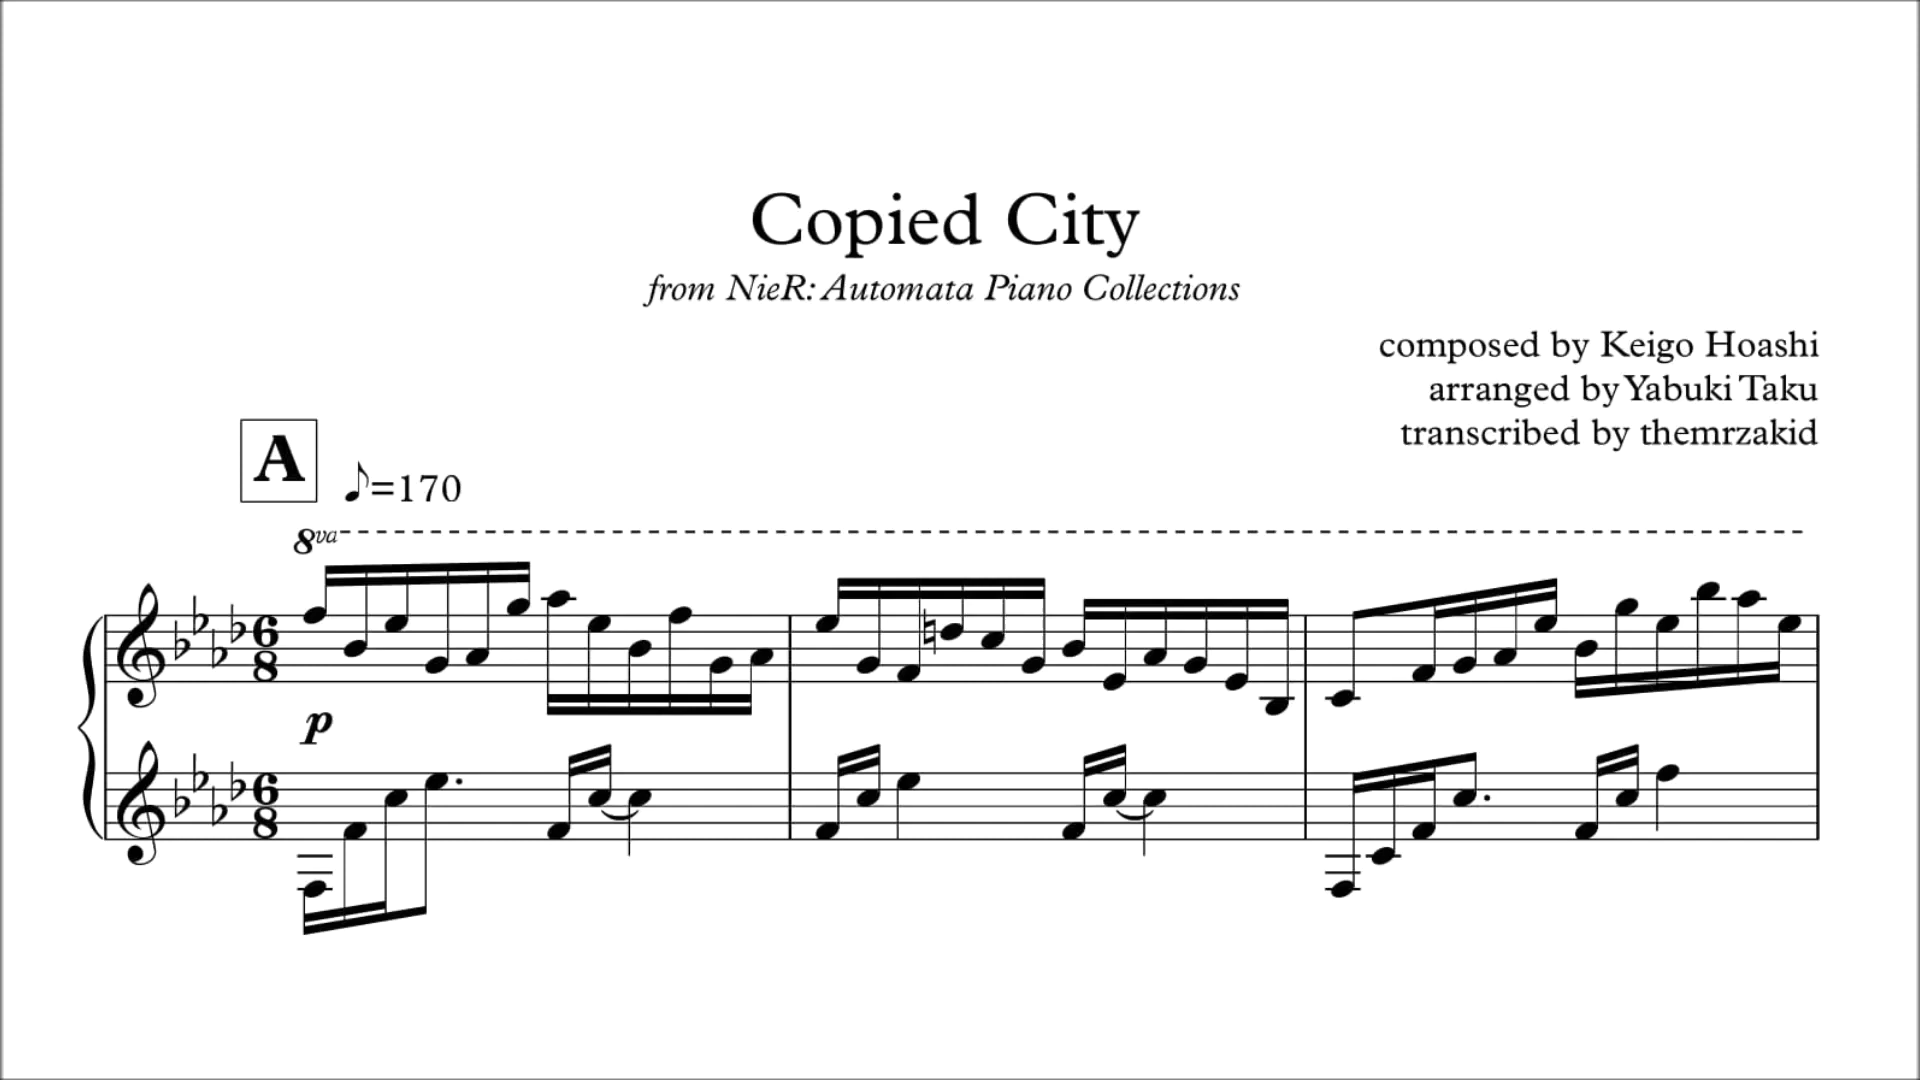 Copied City
from NieR: Automata Piano Collections
composed by Keigo Hoashi
arranged by Yabuki Taku
transcribed by themrzakid
A
♪=170
8va
6
8
p
6
8